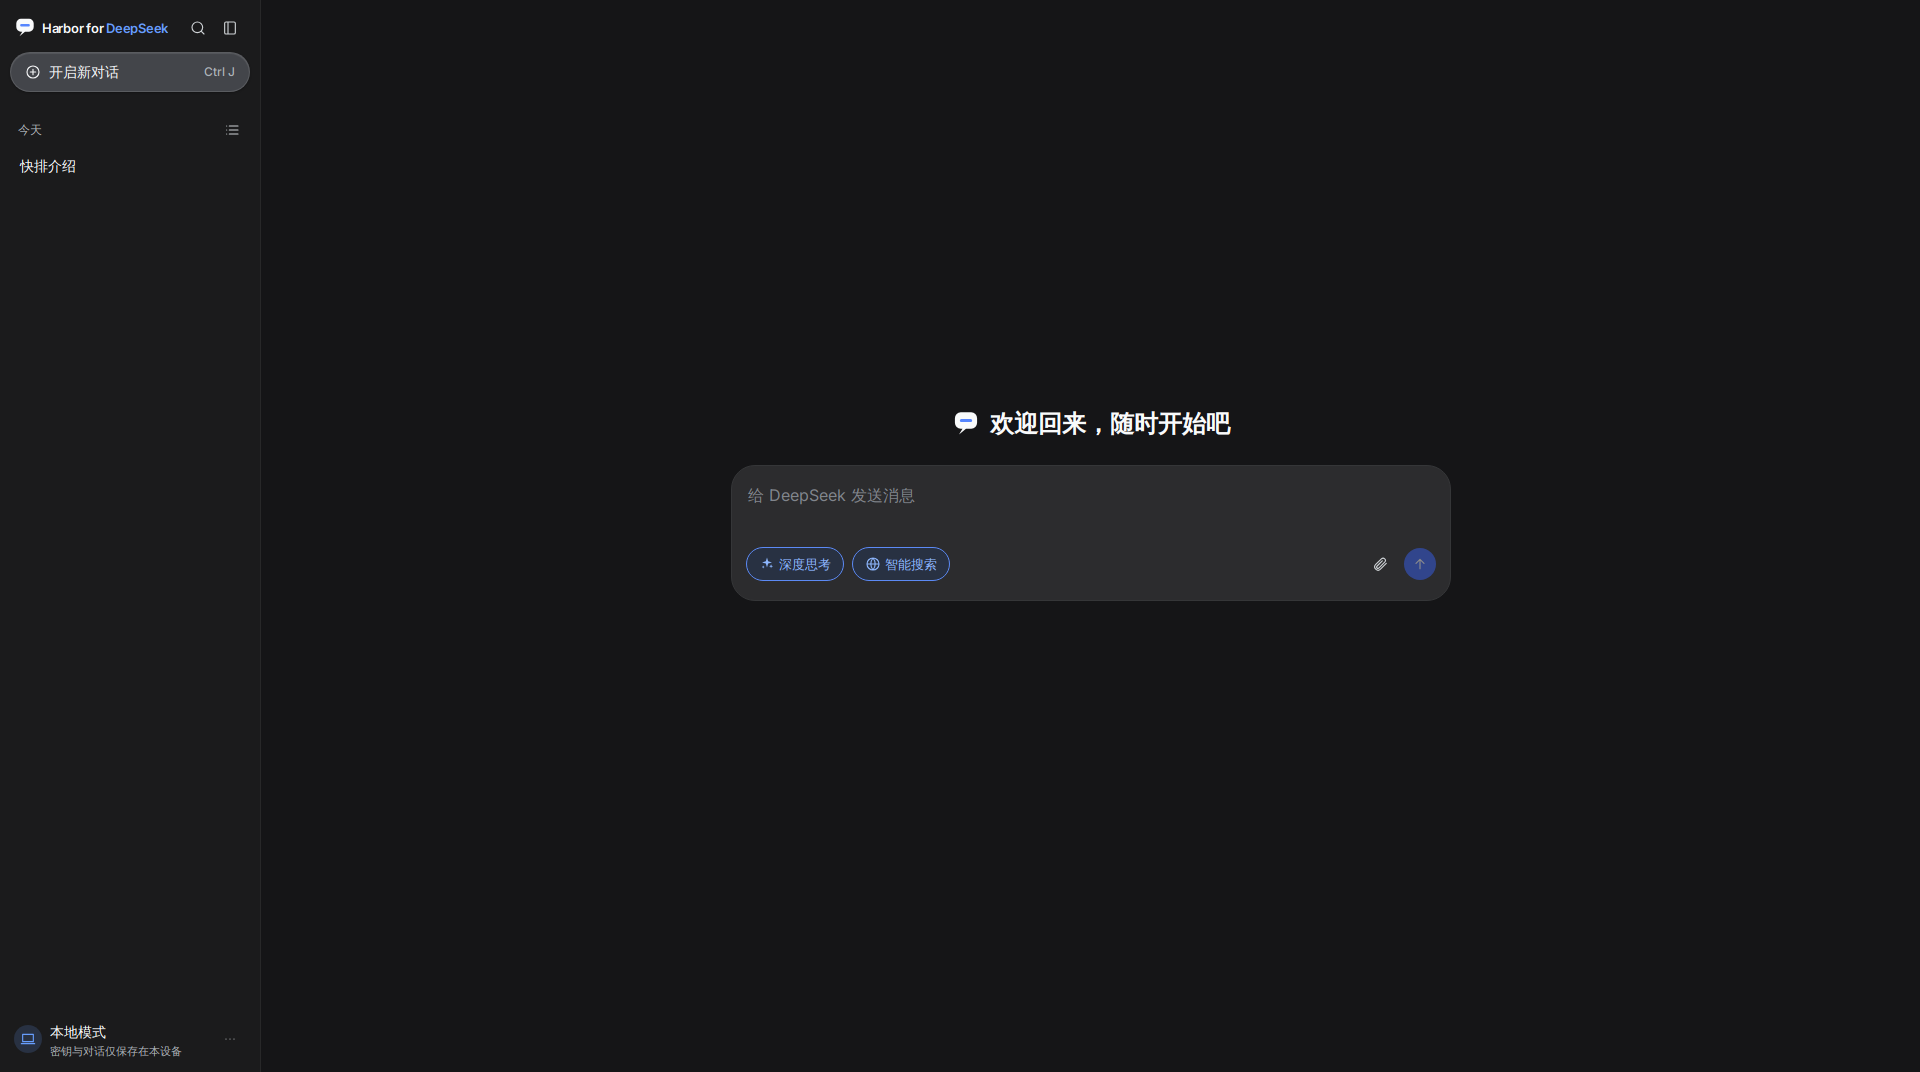 Harbor for DeepSeek
开启新对话 Ctrl J
今天
快排介绍
欢迎回来，随时开始吧
给 DeepSeek 发送消息
深度思考 智能搜索
本地模式
密钥与对话仅保存在本设备